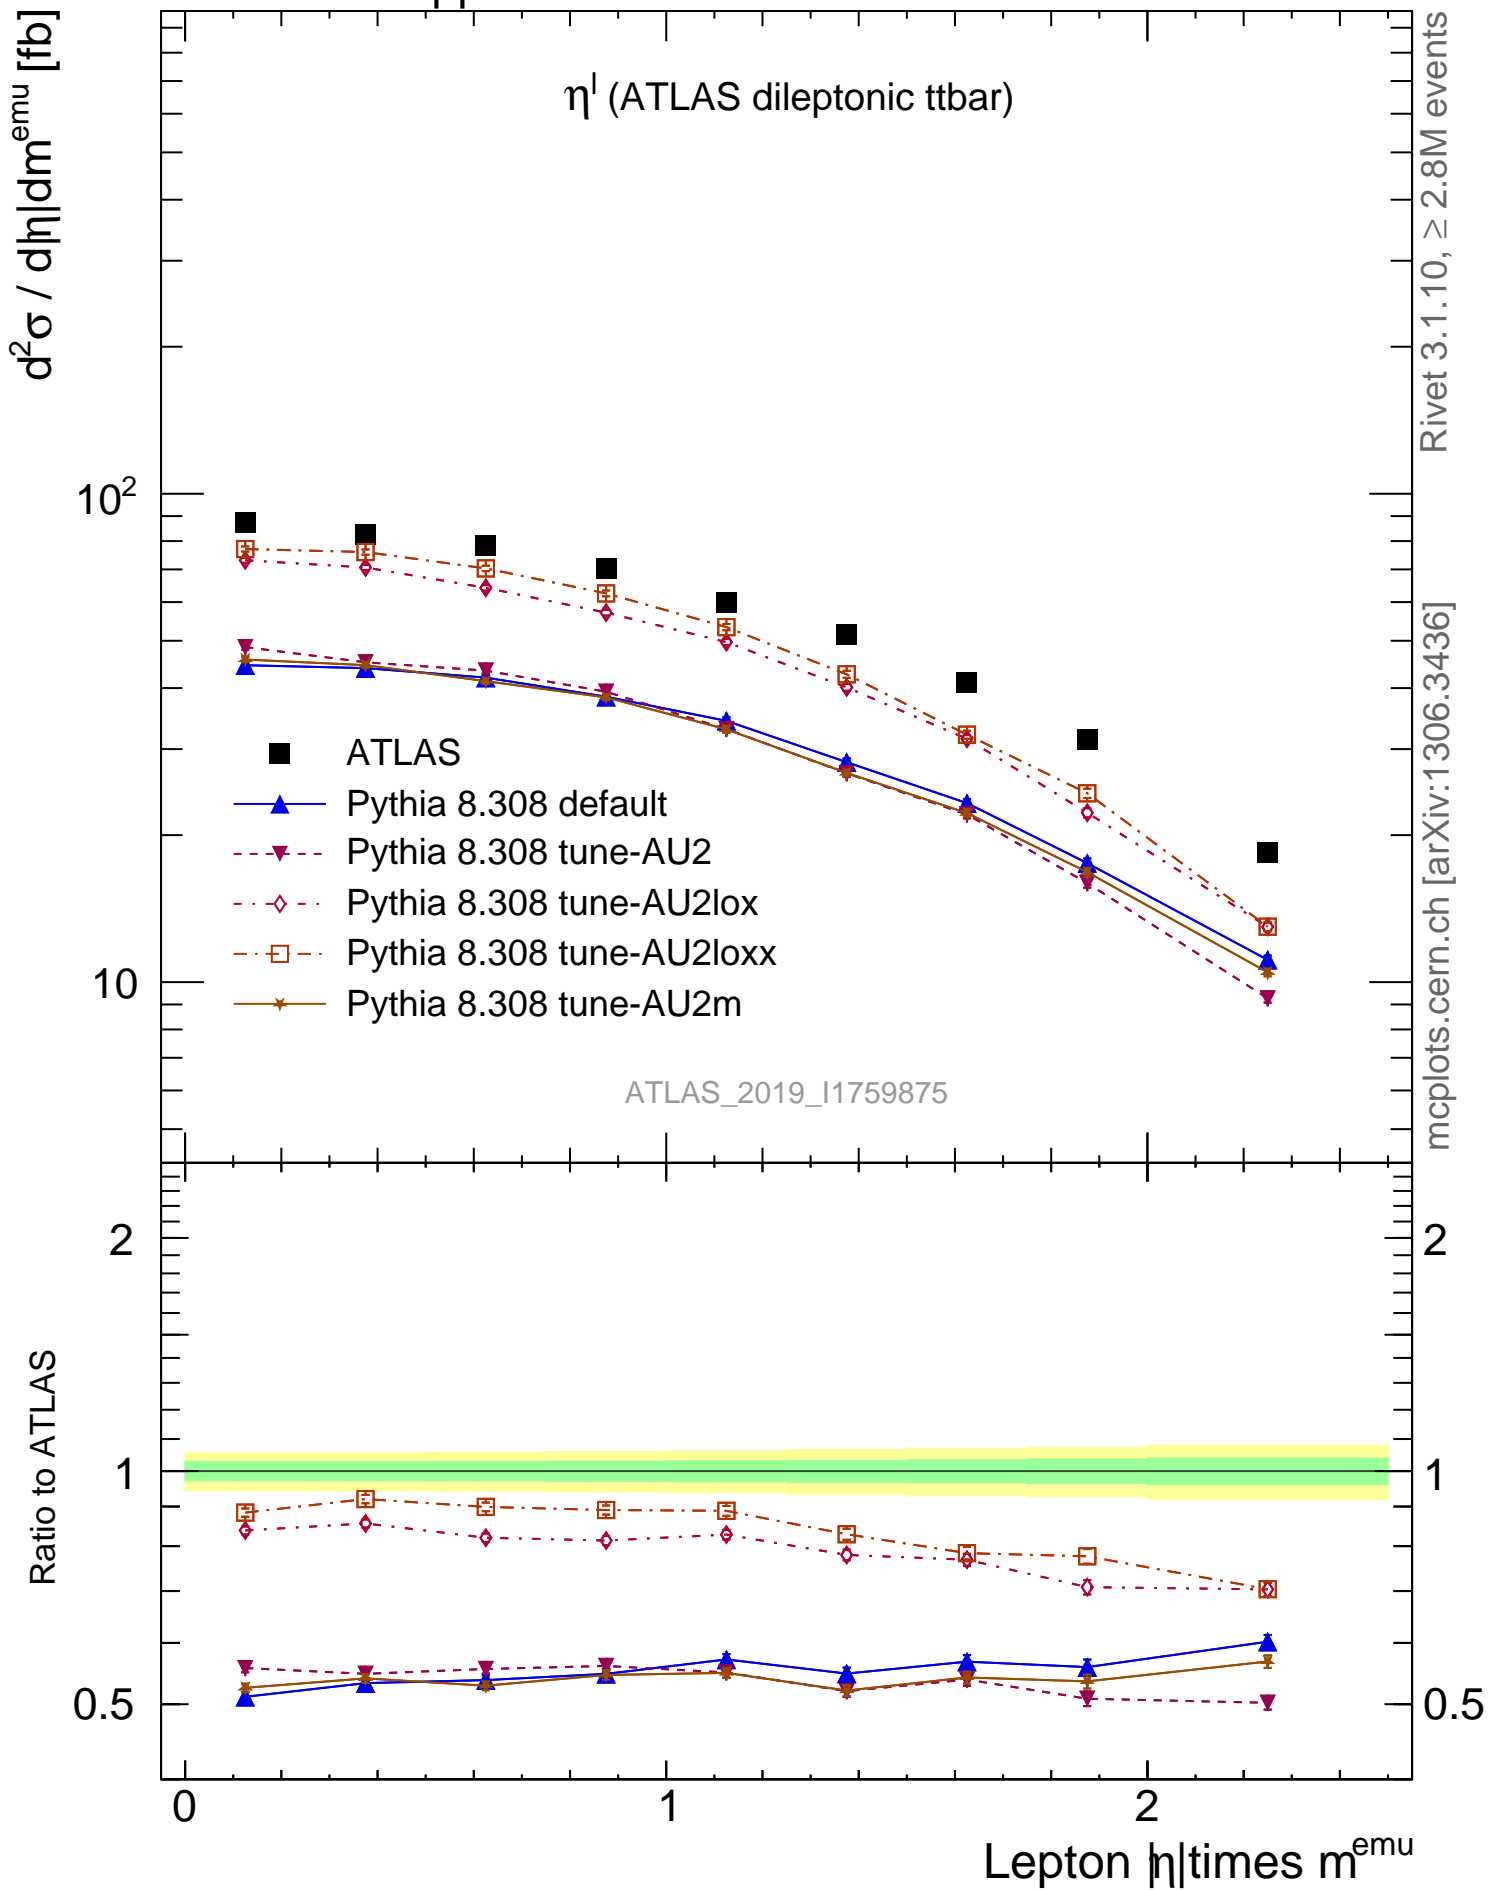 d²σ / d|η|dm^emu [fb]
η^l (ATLAS dileptonic ttbar)
Rivet 3.1.10, ≥ 2.8M events
10²
10
ATLAS
Pythia 8.308 default
Pythia 8.308 tune-AU2
Pythia 8.308 tune-AU2lox
Pythia 8.308 tune-AU2loxx
Pythia 8.308 tune-AU2m
ATLAS_2019_I1759875
mcplots.cern.ch [arXiv:1306.3436]
Ratio to ATLAS
2
2
1
1
0.5
0.5
0
1
2
Lepton |η|times m^emu